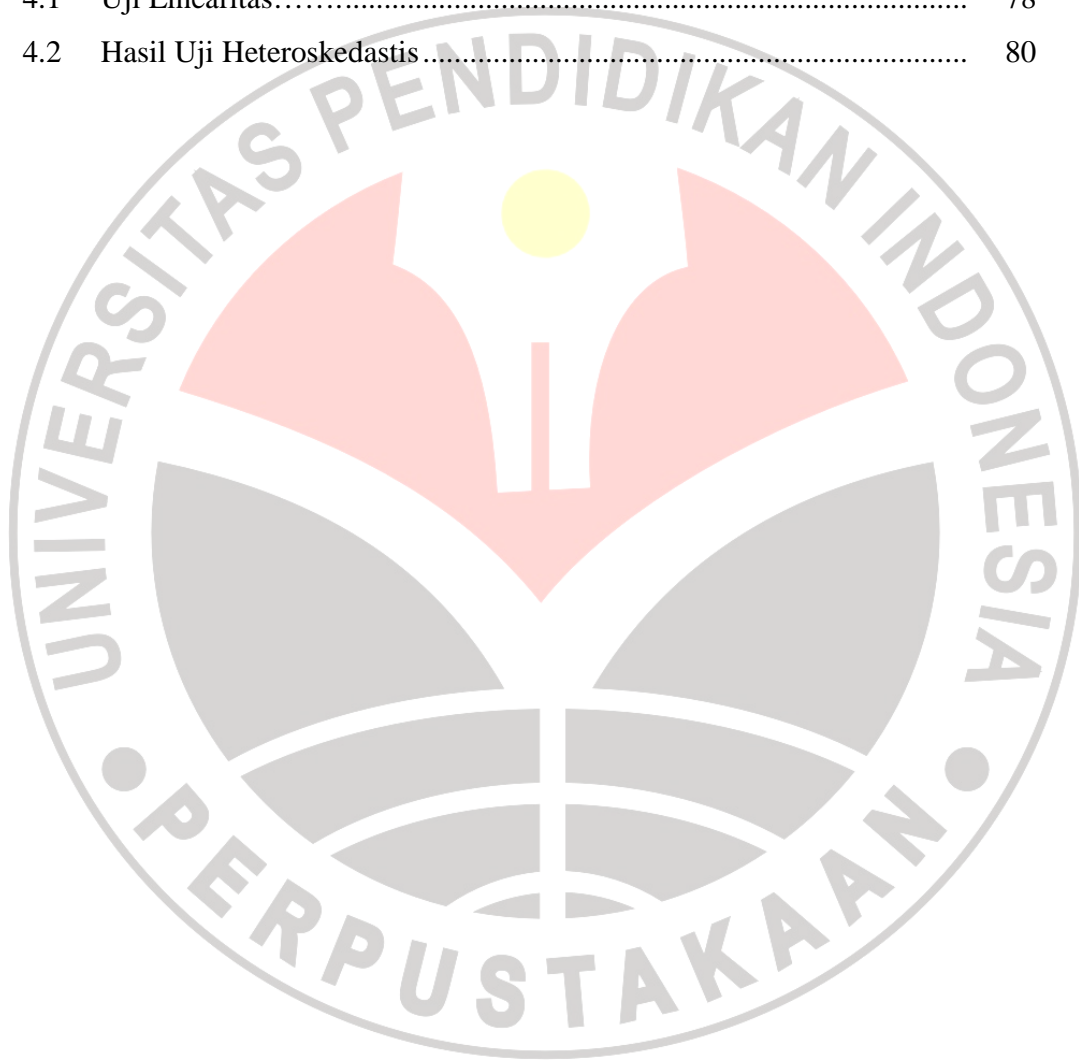 4.1 Uji Linearitas……........................................................................... 78
4.2 Hasil Uji Heteroskedastis.................................................................... 80
UNIVERSITAS PENDIDIKAN INDONESIA
PERPUSTAKAAN